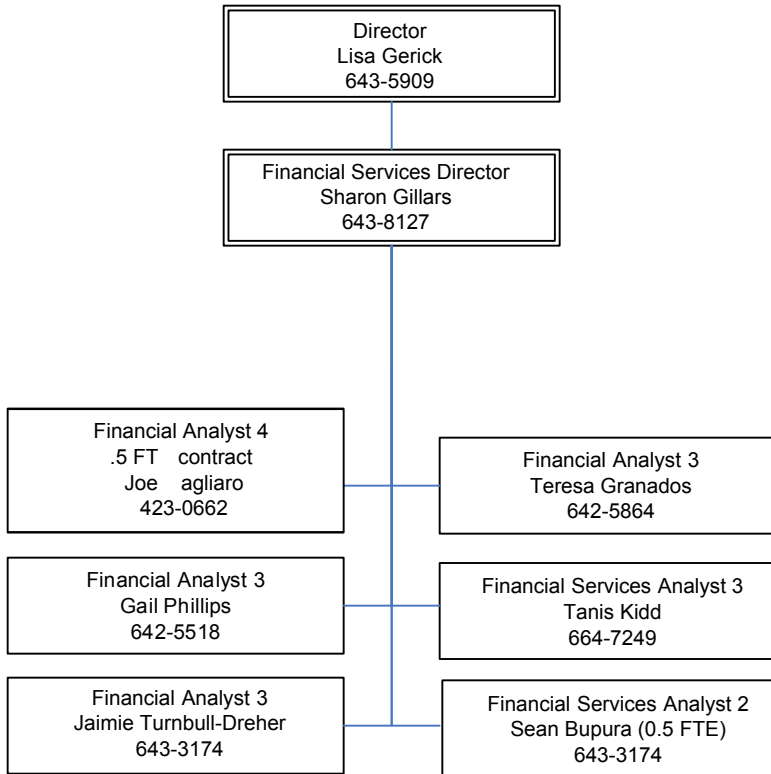 Director
Lisa Gerick
643-5909
Financial Services Director
Sharon Gillars
643-8127
Financial Analyst 4
.5 FT contract
Joe agliaro
423-0662
Financial Analyst 3
Teresa Granados
642-5864
Financial Analyst 3
Gail Phillips
642-5518
Financial Services Analyst 3
Tanis Kidd
664-7249
Financial Analyst 3
Jaimie Turnbull-Dreher
643-3174
Financial Services Analyst 2
Sean Bupura (0.5 FTE)
643-3174